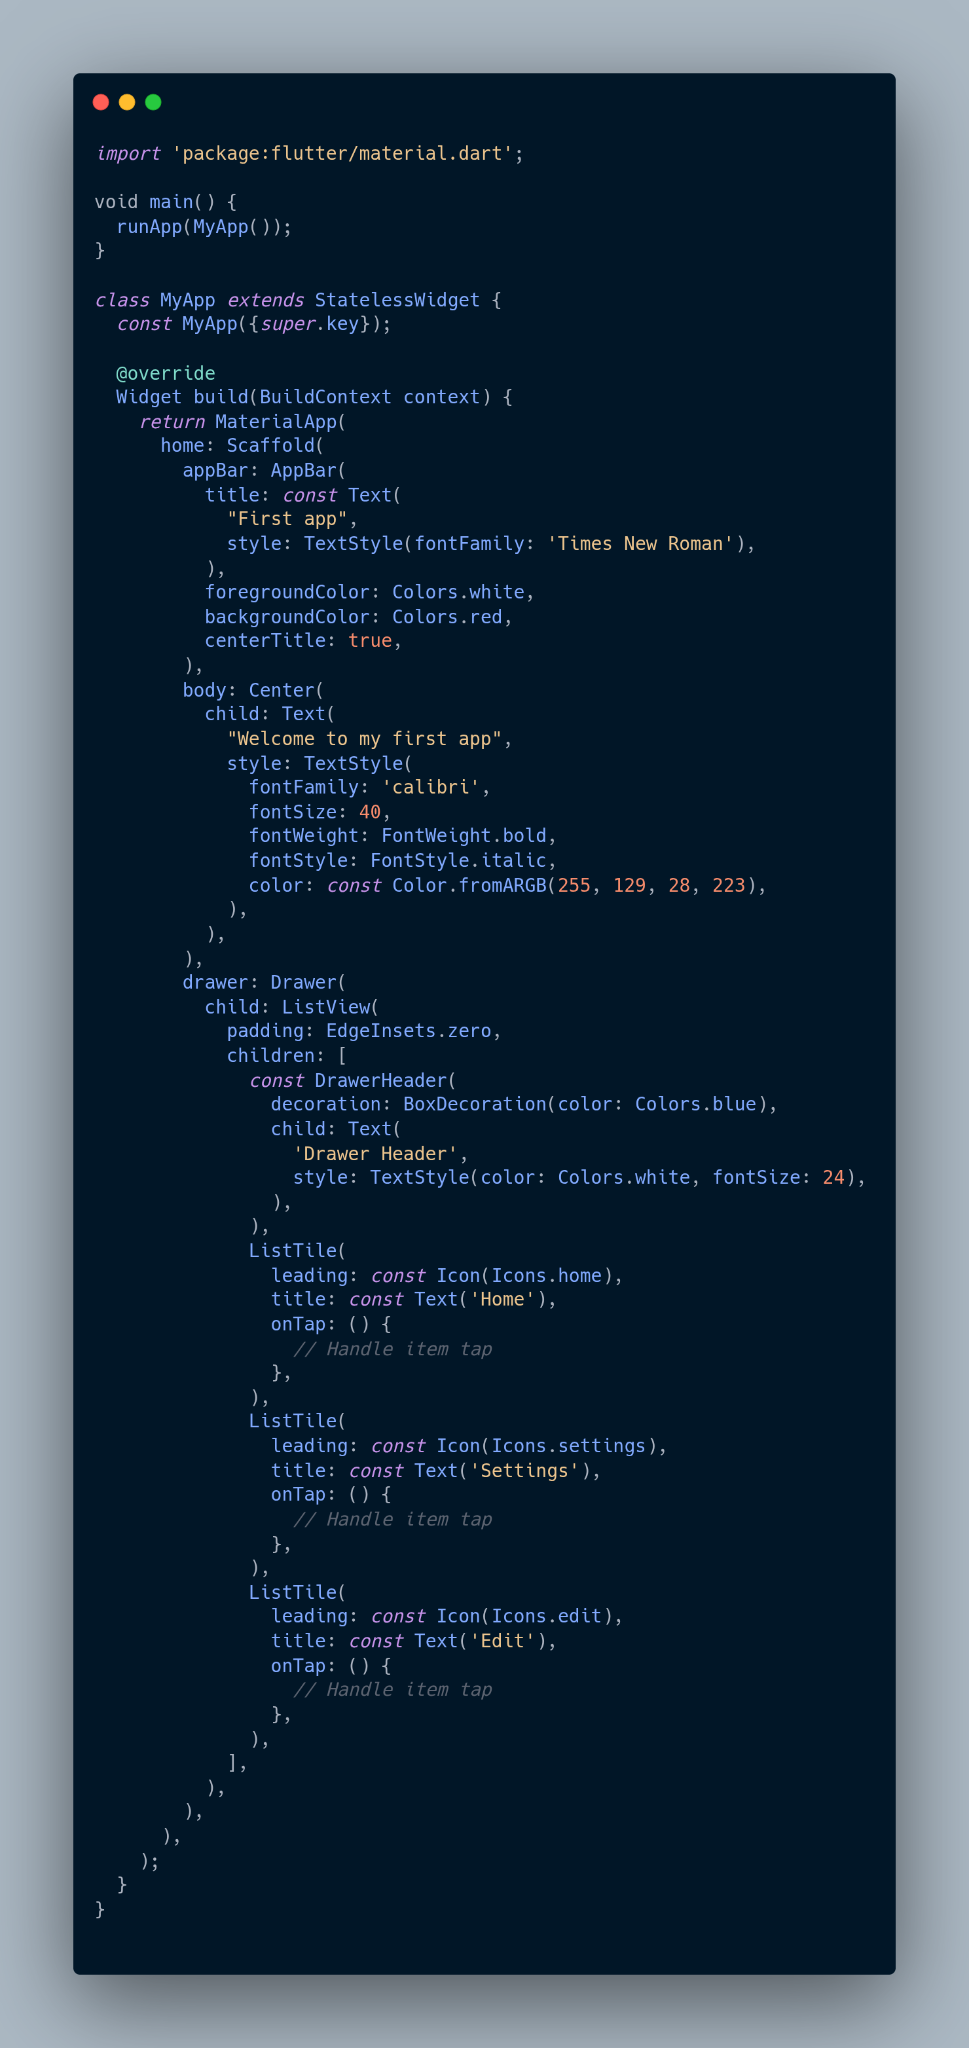 import 'package:flutter/material.dart';

void main() {
  runApp(MyApp());
}

class MyApp extends StatelessWidget {
  const MyApp({super.key});

  @override
  Widget build(BuildContext context) {
    return MaterialApp(
      home: Scaffold(
        appBar: AppBar(
          title: const Text(
            "First app",
            style: TextStyle(fontFamily: 'Times New Roman'),
          ),
          foregroundColor: Colors.white,
          backgroundColor: Colors.red,
          centerTitle: true,
        ),
        body: Center(
          child: Text(
            "Welcome to my first app",
            style: TextStyle(
              fontFamily: 'calibri',
              fontSize: 40,
              fontWeight: FontWeight.bold,
              fontStyle: FontStyle.italic,
              color: const Color.fromARGB(255, 129, 28, 223),
            ),
          ),
        ),
        drawer: Drawer(
          child: ListView(
            padding: EdgeInsets.zero,
            children: [
              const DrawerHeader(
                decoration: BoxDecoration(color: Colors.blue),
                child: Text(
                  'Drawer Header',
                  style: TextStyle(color: Colors.white, fontSize: 24),
                ),
              ),
              ListTile(
                leading: const Icon(Icons.home),
                title: const Text('Home'),
                onTap: () {
                  // Handle item tap
                },
              ),
              ListTile(
                leading: const Icon(Icons.settings),
                title: const Text('Settings'),
                onTap: () {
                  // Handle item tap
                },
              ),
              ListTile(
                leading: const Icon(Icons.edit),
                title: const Text('Edit'),
                onTap: () {
                  // Handle item tap
                },
              ),
            ],
          ),
        ),
      ),
    );
  }
}